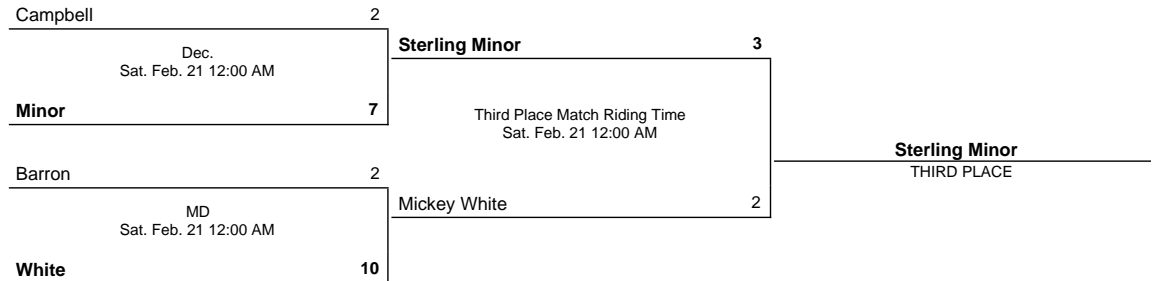 Campbell 2
Dec.
Sat. Feb. 21 12:00 AM
Minor 7
Sterling Minor 3
Third Place Match Riding Time
Sat. Feb. 21 12:00 AM
Sterling Minor
THIRD PLACE
Barron 2
MD
Sat. Feb. 21 12:00 AM
White 10
Mickey White 2